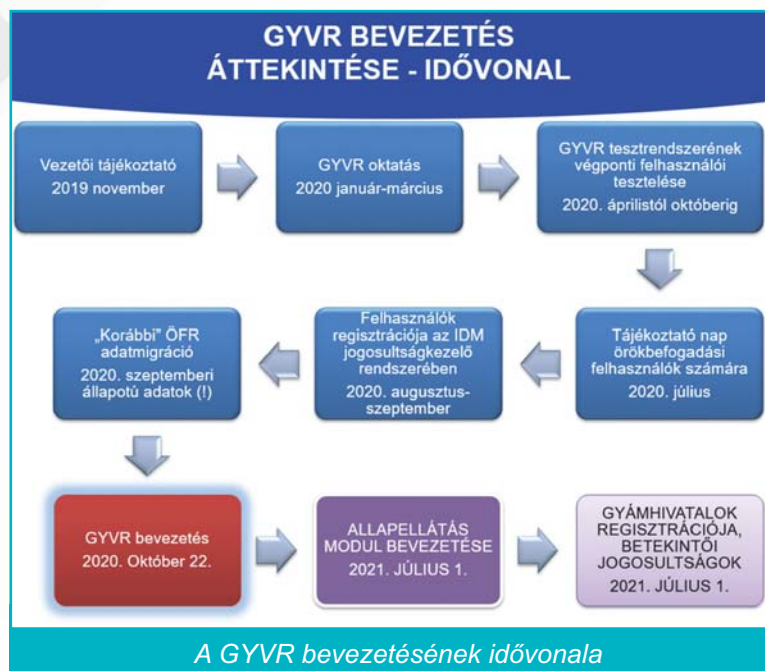 GYVR BEVEZETÉS
ÁTTEKINTÉSE - IDŐVONAL
Vezetői tájékoztató
2019 november
GYVR oktatás
2020 január-március
GYVR tesztrendszerének
végponti felhasználói
tesztelése
2020. áprilistól októberig
Tájékoztató nap
örökbefogadási
felhasználók számára
2020. július
Felhasználók
regisztrációja az IDM
jogosultságkezelő
rendszerében
2020. augusztus-
szeptember
„Korábbi" ÖFR
adatmigráció
2020. szeptemberi
állapotú adatok (!)
GYVR bevezetés
2020. Október 22.
ALLAPELLÁTÁS
MODUL BEVEZETÉSE
2021. JÚLIUS 1.
GYÁMHIVATALOK
REGISZTRÁCIÓJA,
BETEKINTŐI
JOGOSULTSÁGOK
2021. JÚLIUS 1.
A GYVR bevezetésének idővonala